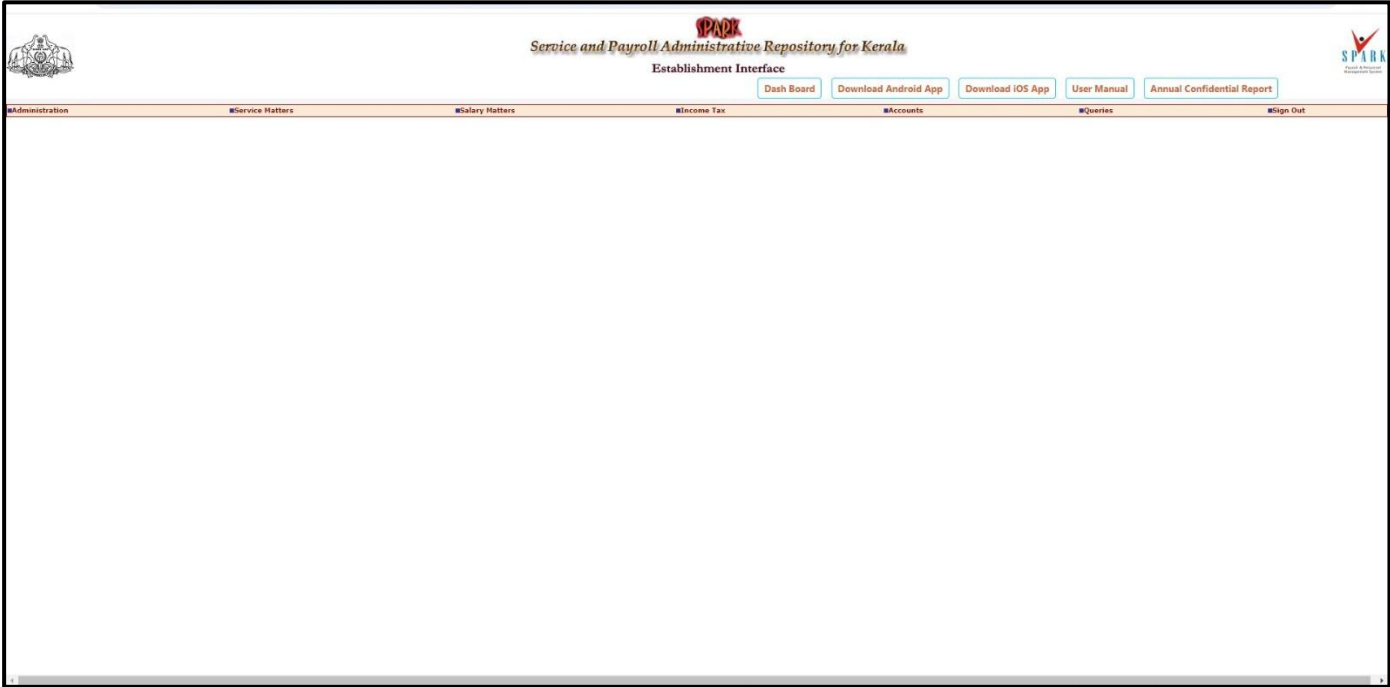 SPARK
Service and Payroll Administrative Repository for Kerala
SPARK
Establishment Interface
Dash Board Download Android App Download iOS App User Manual Annual Confidential Report
Administration Service Matters Salary Matters Income Tax Accounts Queries Sign Out